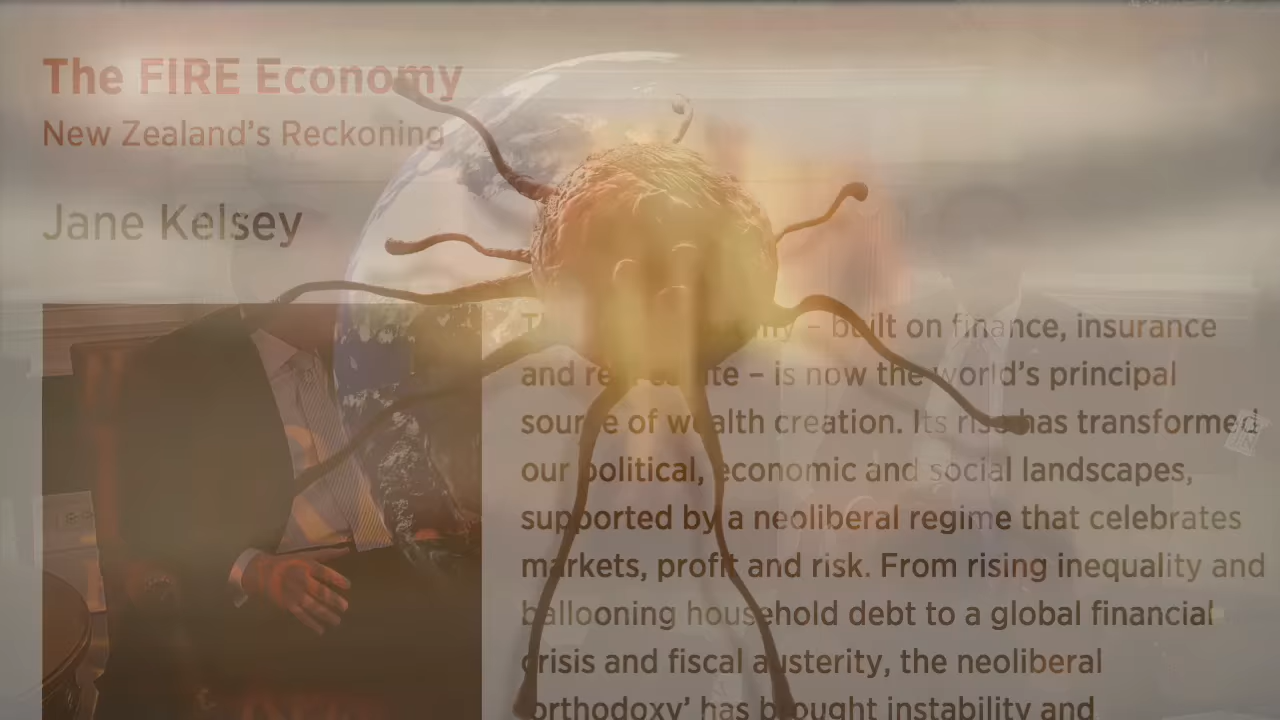 The FIRE Economy
New Zealand's Reckoning
Jane Kelsey
– built on finance, insurance
and – is now the world's principal
source of wealth creation. Its rise has transformed
our political, economic and social landscapes,
supported by a neoliberal regime that celebrates
markets, profit and risk. From rising inequality and
ballooning household debt to a global financial
crisis and fiscal austerity, the neoliberal
orthodoxy' has brought instability and